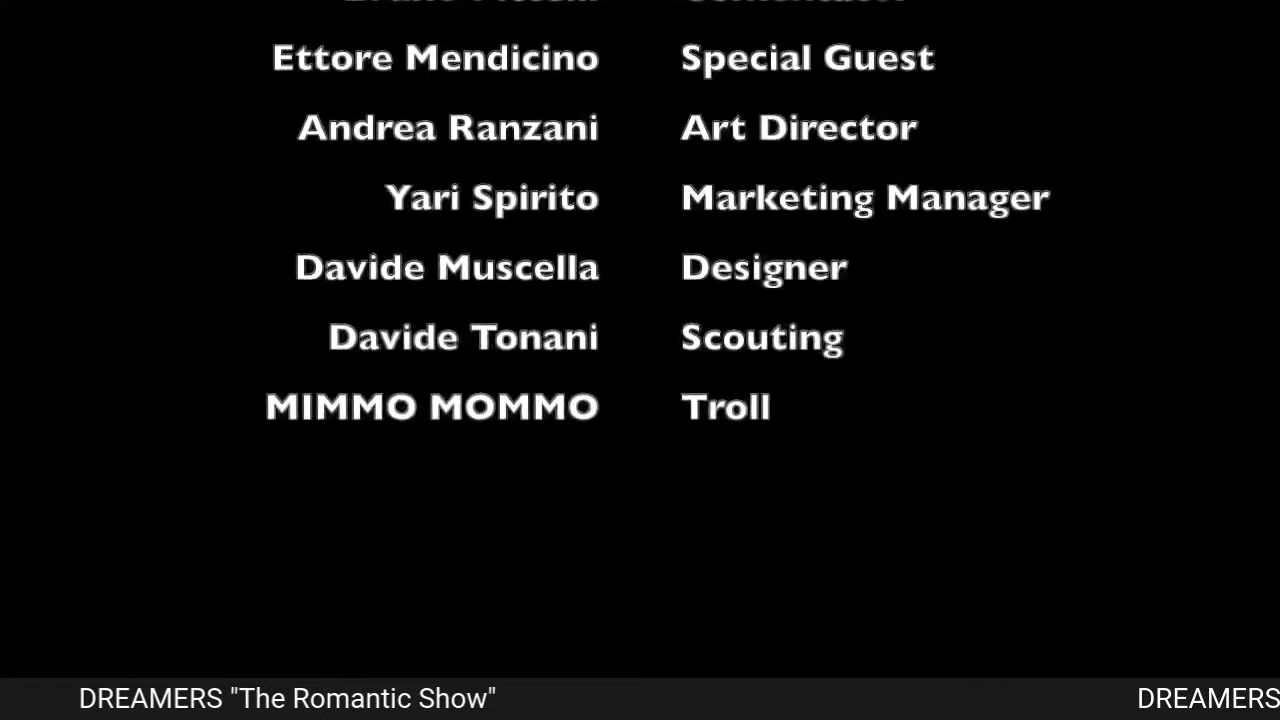 Ettore Mendicino Special Guest
Andrea Ranzani Art Director
Yari Spirito Marketing Manager
Davide Muscella Designer
Davide Tonani Scouting
MIMMO MOMMO Troll
DREAMERS "The Romantic Show" DREAMERS